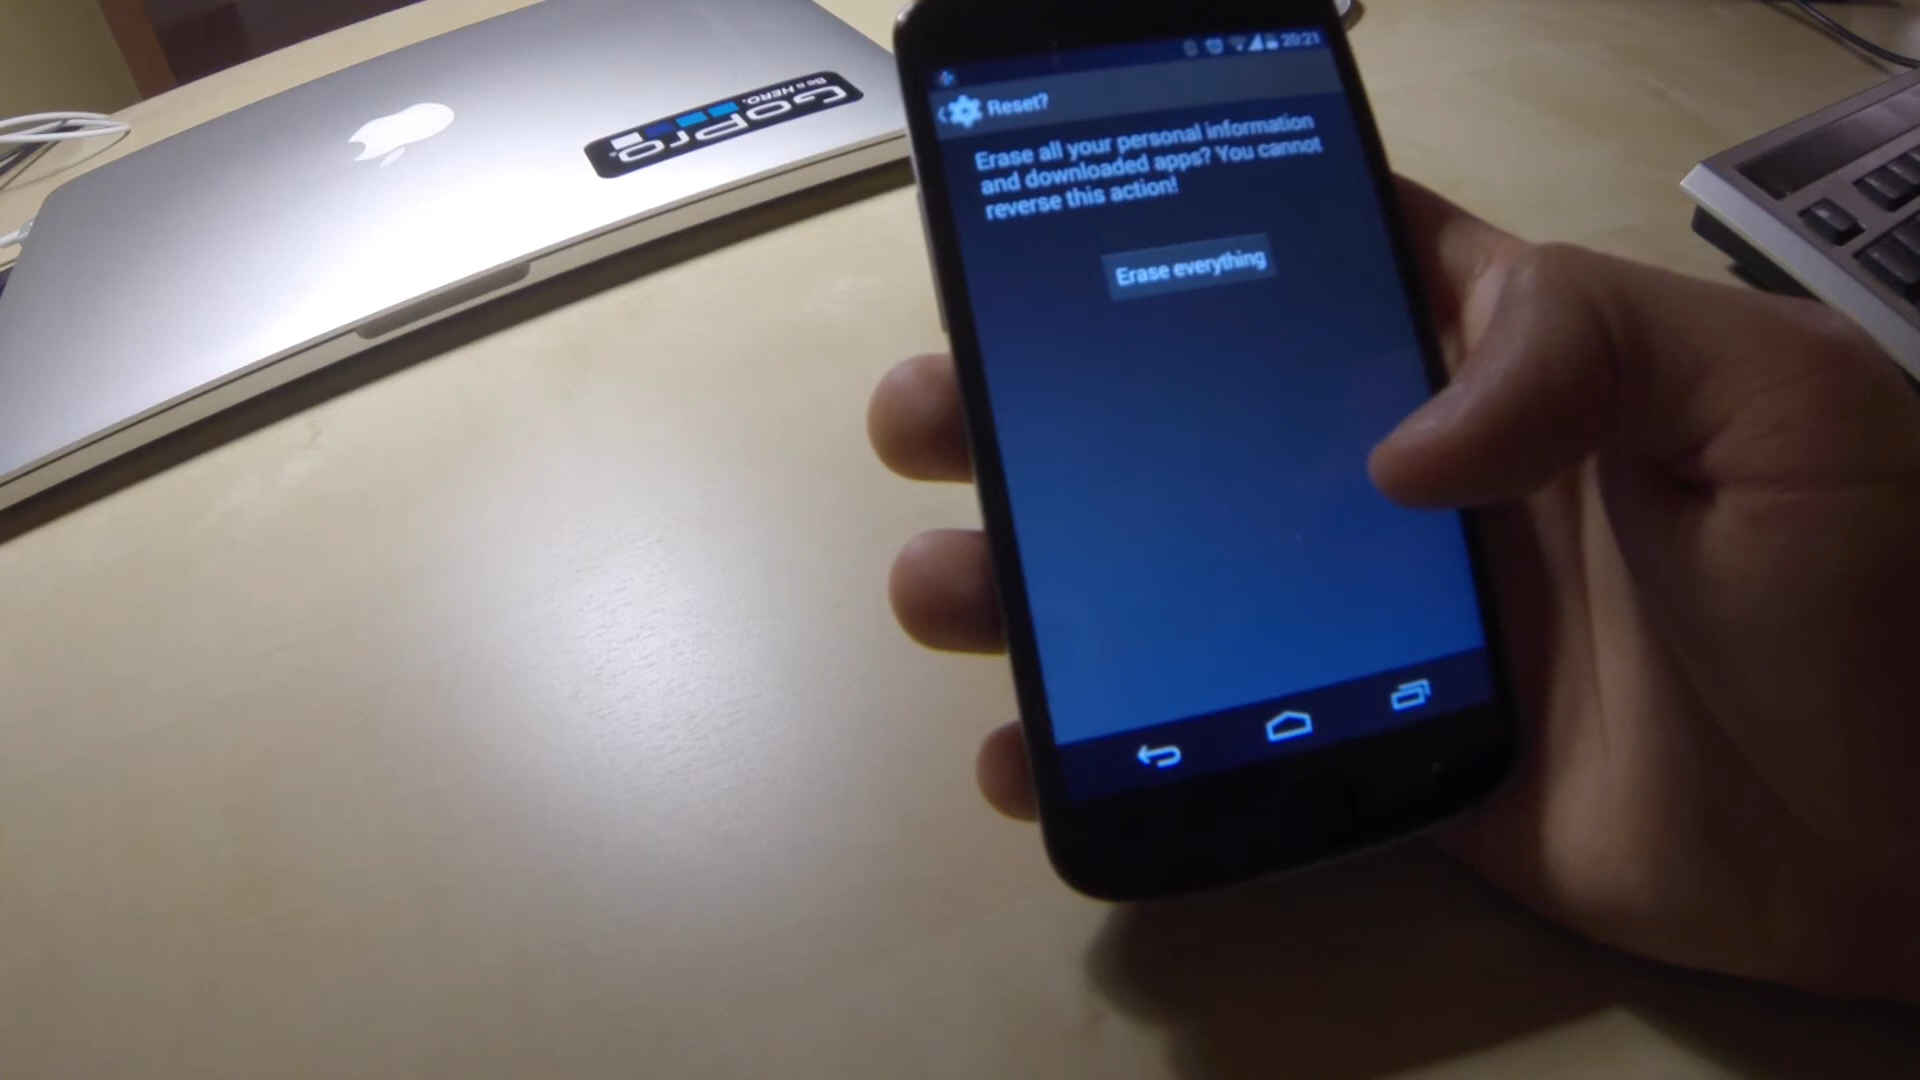 GoPro
Be a HERO.
20:21
Reset?
Erase all your personal information
and downloaded apps? You cannot
reverse this action!
Erase everything